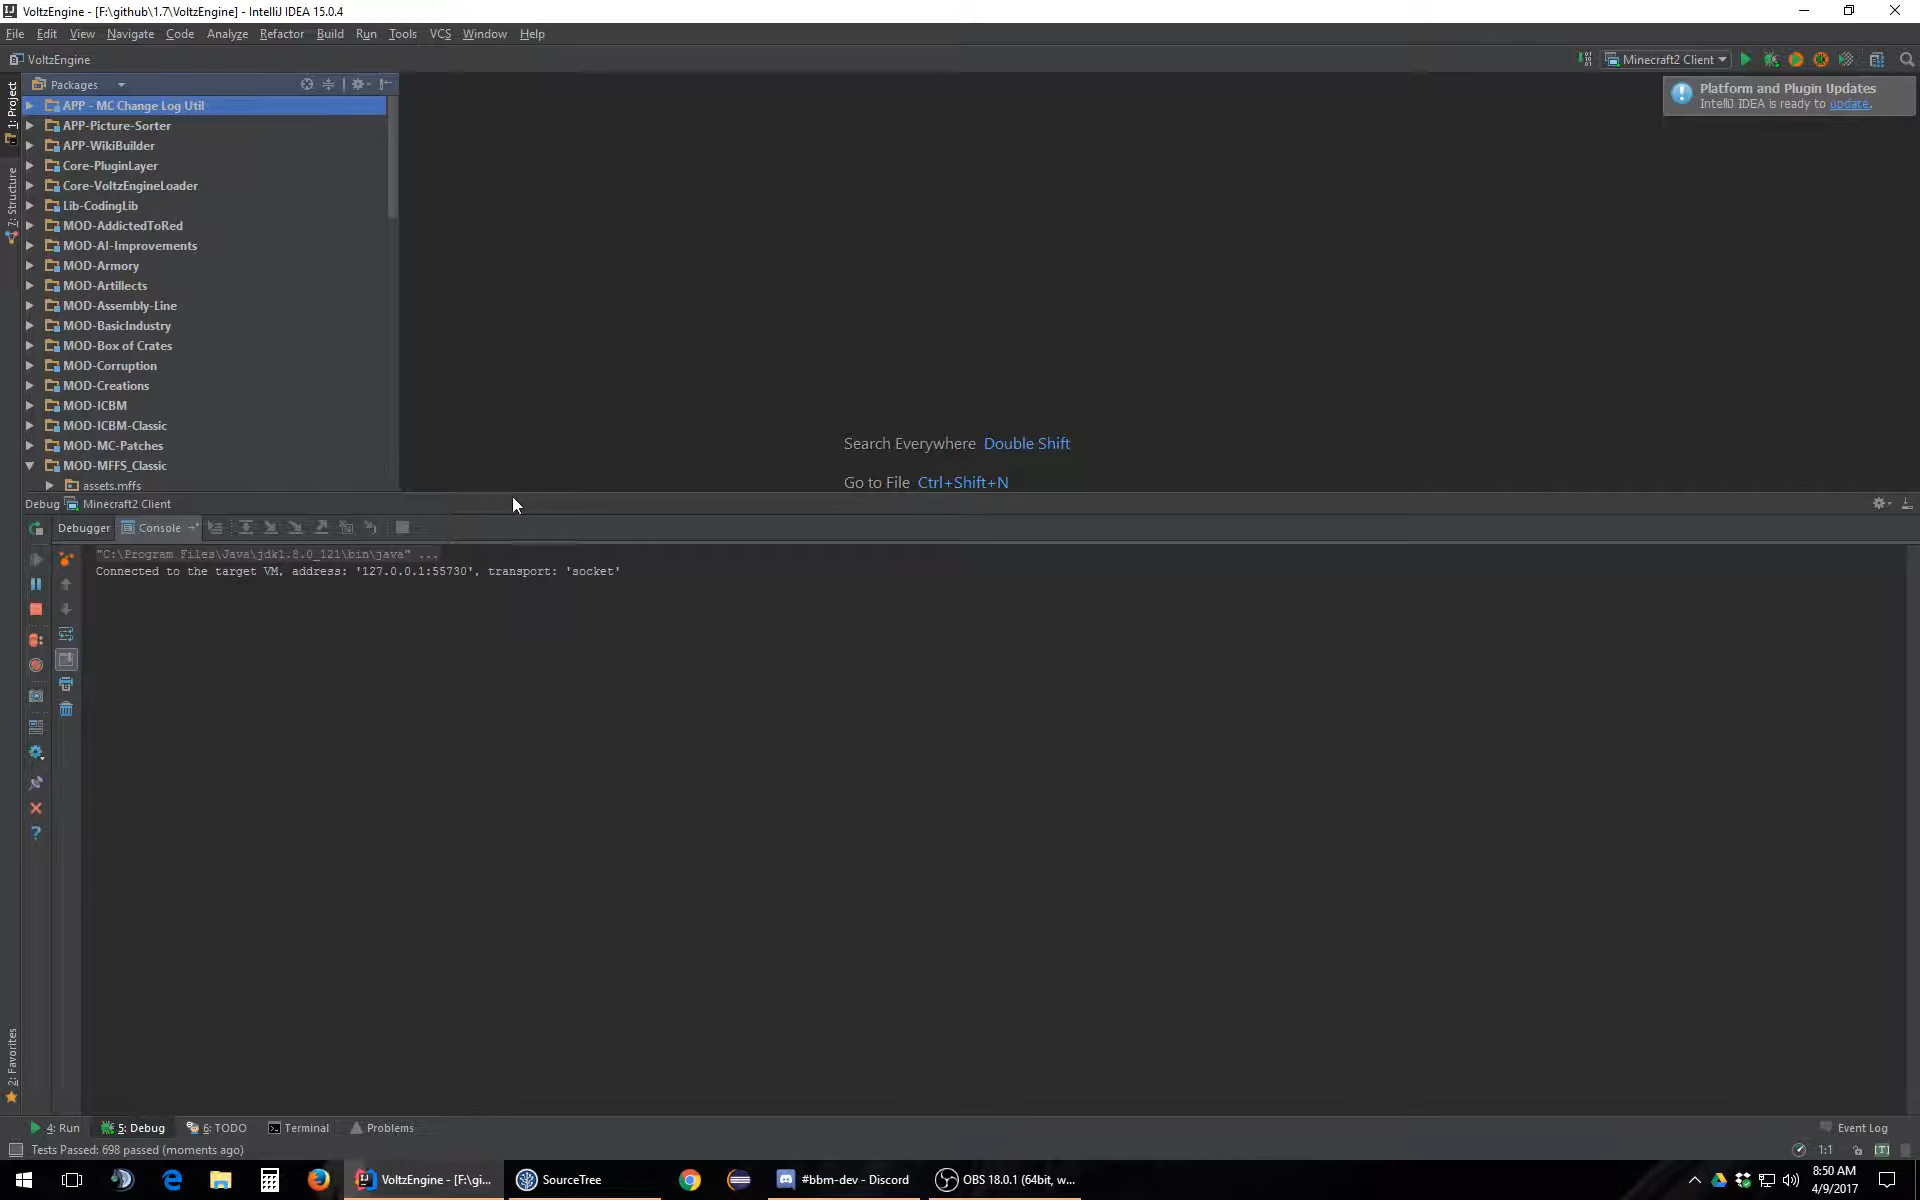 VoltzEngine - [F:\github\1.7\VoltzEngine] - IntelliJ IDEA 15.0.4
File Edit View Navigate Code Analyze Refactor Build Run Tools VCS Window Help
VoltzEngine
Minecraft2 Client
Packages
Platform and Plugin Updates
IntelliJ IDEA is ready to update.
1: Project
7: Structure
APP - MC Change Log Util
APP-Picture-Sorter
APP-WikiBuilder
Core-PluginLayer
Core-VoltzEngineLoader
Lib-CodingLib
MOD-AddictedToRed
MOD-AI-Improvements
MOD-Armory
MOD-Artillects
MOD-Assembly-Line
MOD-BasicIndustry
MOD-Box of Crates
MOD-Corruption
MOD-Creations
MOD-ICBM
MOD-ICBM-Classic
MOD-MC-Patches
MOD-MFFS_Classic
assets.mffs
Search Everywhere Double Shift
Go to File Ctrl+Shift+N
Debug Minecraft2 Client
Debugger Console
"C:\Program Files\Java\jdk1.8.0_121\bin\java" ...
Connected to the target VM, address: '127.0.0.1:55730', transport: 'socket'
2: Favorites
4: Run 5: Debug 6: TODO Terminal Problems Event Log
Tests Passed: 698 passed (moments ago) 1:1 [T]
VoltzEngine - [F:\gi... SourceTree #bbm-dev - Discord OBS 18.0.1 (64bit, w...
8:50 AM
4/9/2017